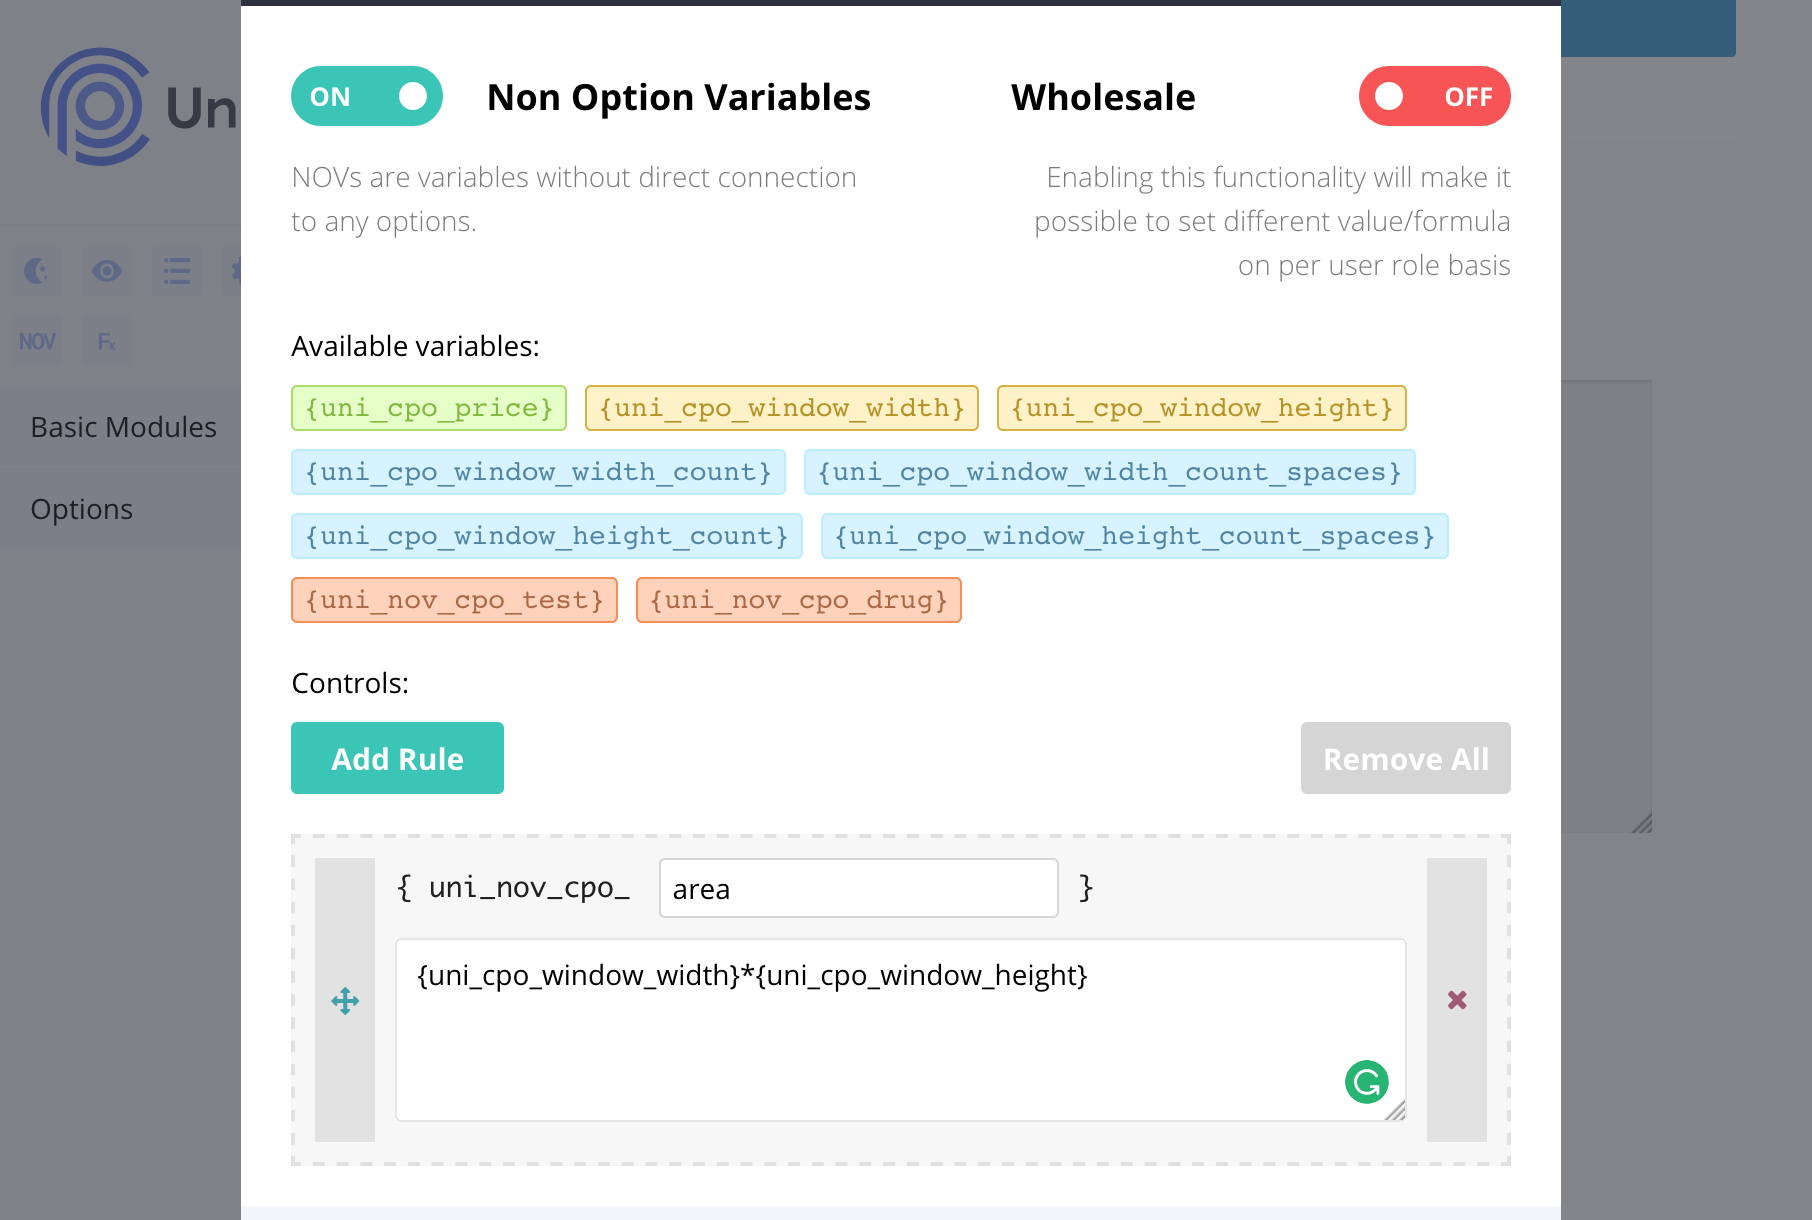 ON
Non Option Variables
Wholesale
OFF
Un
NOVs are variables without direct connection
to any options.
Enabling this functionality will make it
possible to set different value/formula
on per user role basis
NOV
Fx
Basic Modules
Options
Available variables:
{uni_cpo_price} {uni_cpo_window_width} {uni_cpo_window_height}
{uni_cpo_window_width_count} {uni_cpo_window_width_count_spaces}
{uni_cpo_window_height_count} {uni_cpo_window_height_count_spaces}
{uni_nov_cpo_test} {uni_nov_cpo_drug}
Controls:
Add Rule
Remove All
{ uni_nov_cpo_ area }
{uni_cpo_window_width}*{uni_cpo_window_height}